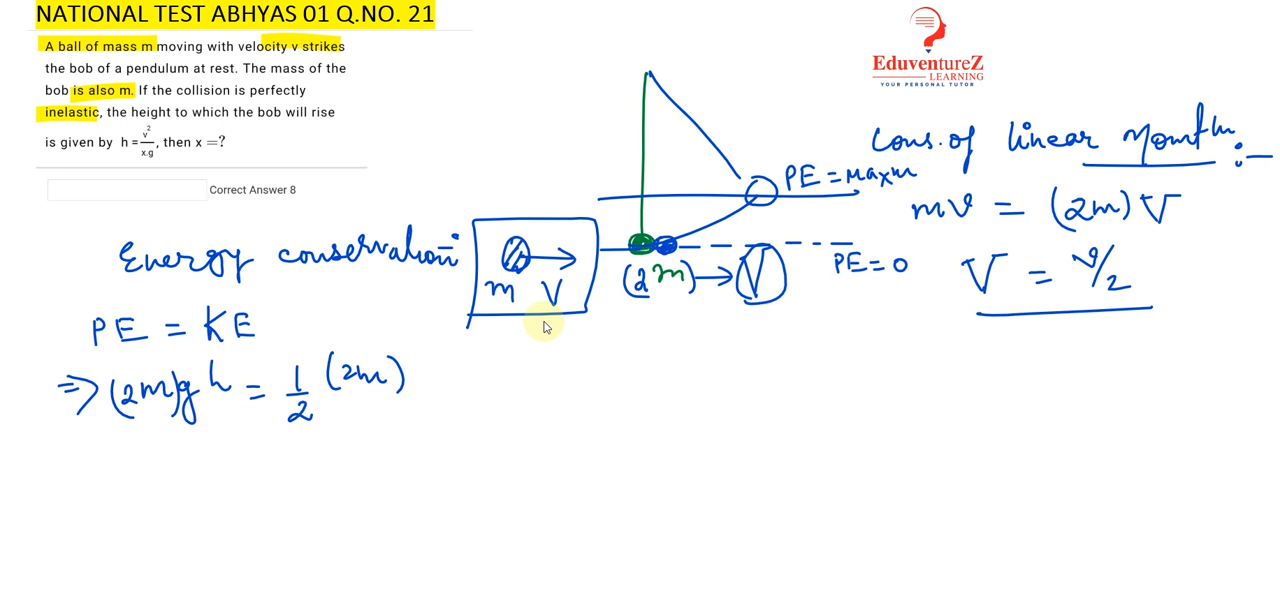 NATIONAL TEST ABHYAS 01 Q.NO. 21
A ball of mass m moving with velocity v strikes
the bob of a pendulum at rest. The mass of the
bob is also m. If the collision is perfectly
inelastic, the height to which the bob will rise
is given by h = v²/x.g, then x =?
Correct Answer 8
EduventureZ
LEARNING
YOUR PERSONAL TUTOR
Cons. of linear Momtm :-
mv = (2m) V
V = v/2
PE = Maxm
PE = 0
m V
(2m) → V
Energy conservation
PE = KE
⇒ (2m)gh = 1/2 (2m)